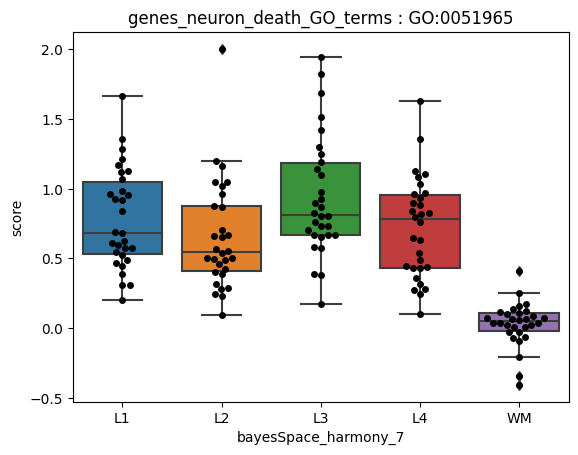 genes_neuron_death_GO_terms : GO:0051965
2.0
1.5
1.0
0.5
0.0
−0.5
score
L1 L2 L3 L4 WM
bayesSpace_harmony_7